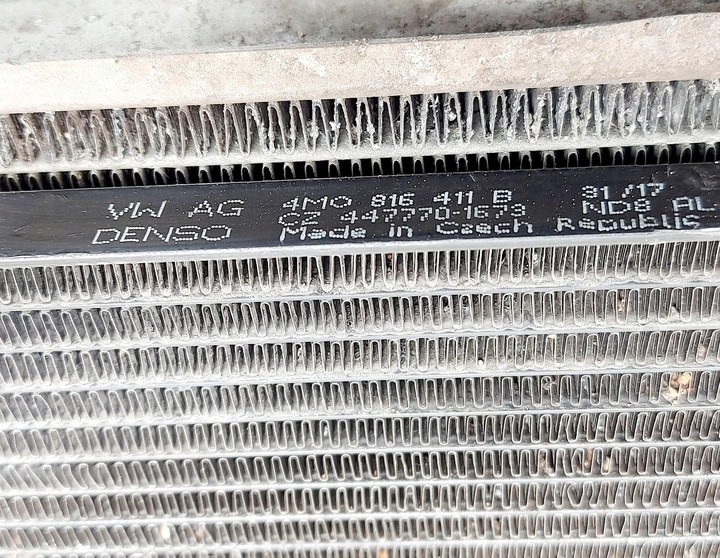 VW AG 4M0 816 411 B 31/17
CZ 447770-1673 ND8 AL
DENSO Made in Czech Republic